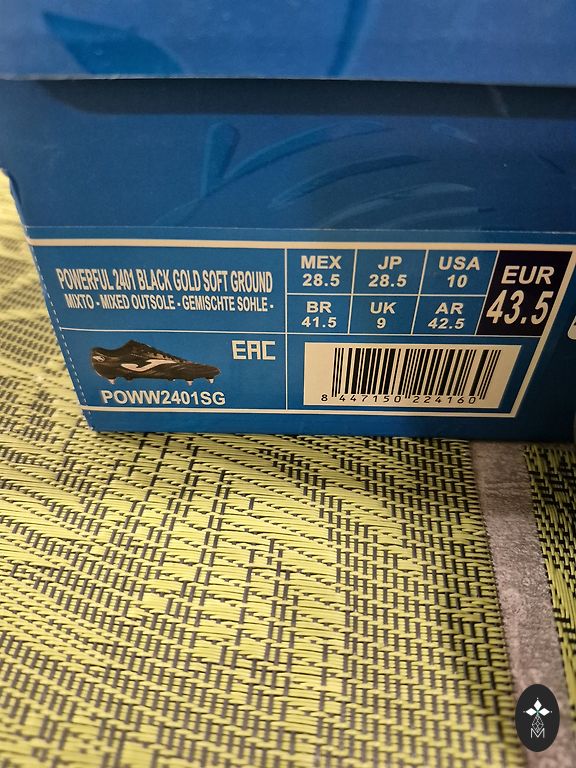 POWERFUL 2401 BLACK GOLD SOFT GROUND
MIXTO - MIXED OUTSOLE - GEMISCHTE SOHLE -
EAC
POWW2401SG
MEX
28.5
JP
28.5
USA
10
BR
41.5
UK
9
AR
42.5
EUR
43.5
8 447150 224160
M